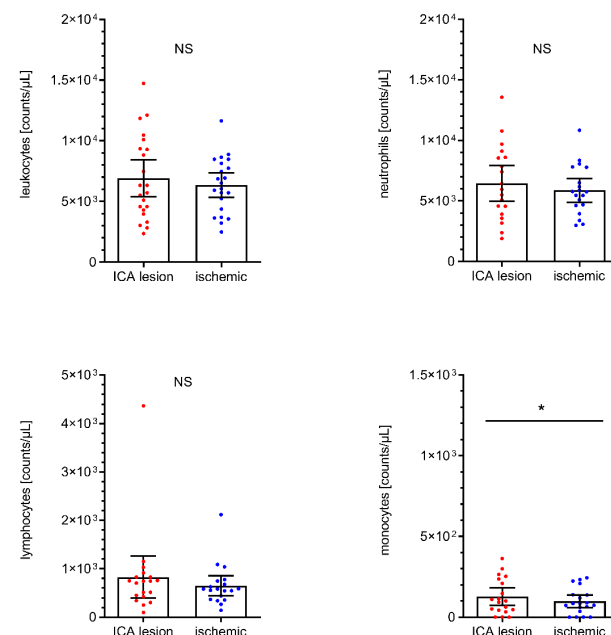 leukocytes [counts/µL]
2×10⁴
1.5×10⁴
1×10⁴
5×10³
0
NS
ICA lesion ischemic
neutrophils [counts/µL]
2×10⁴
1.5×10⁴
1×10⁴
5×10³
0
NS
ICA lesion ischemic
lymphocytes [counts/µL]
5×10³
4×10³
3×10³
2×10³
1×10³
0
NS
ICA lesion ischemic
monocytes [counts/µL]
1.5×10³
1×10³
5×10²
0
*
ICA lesion ischemic